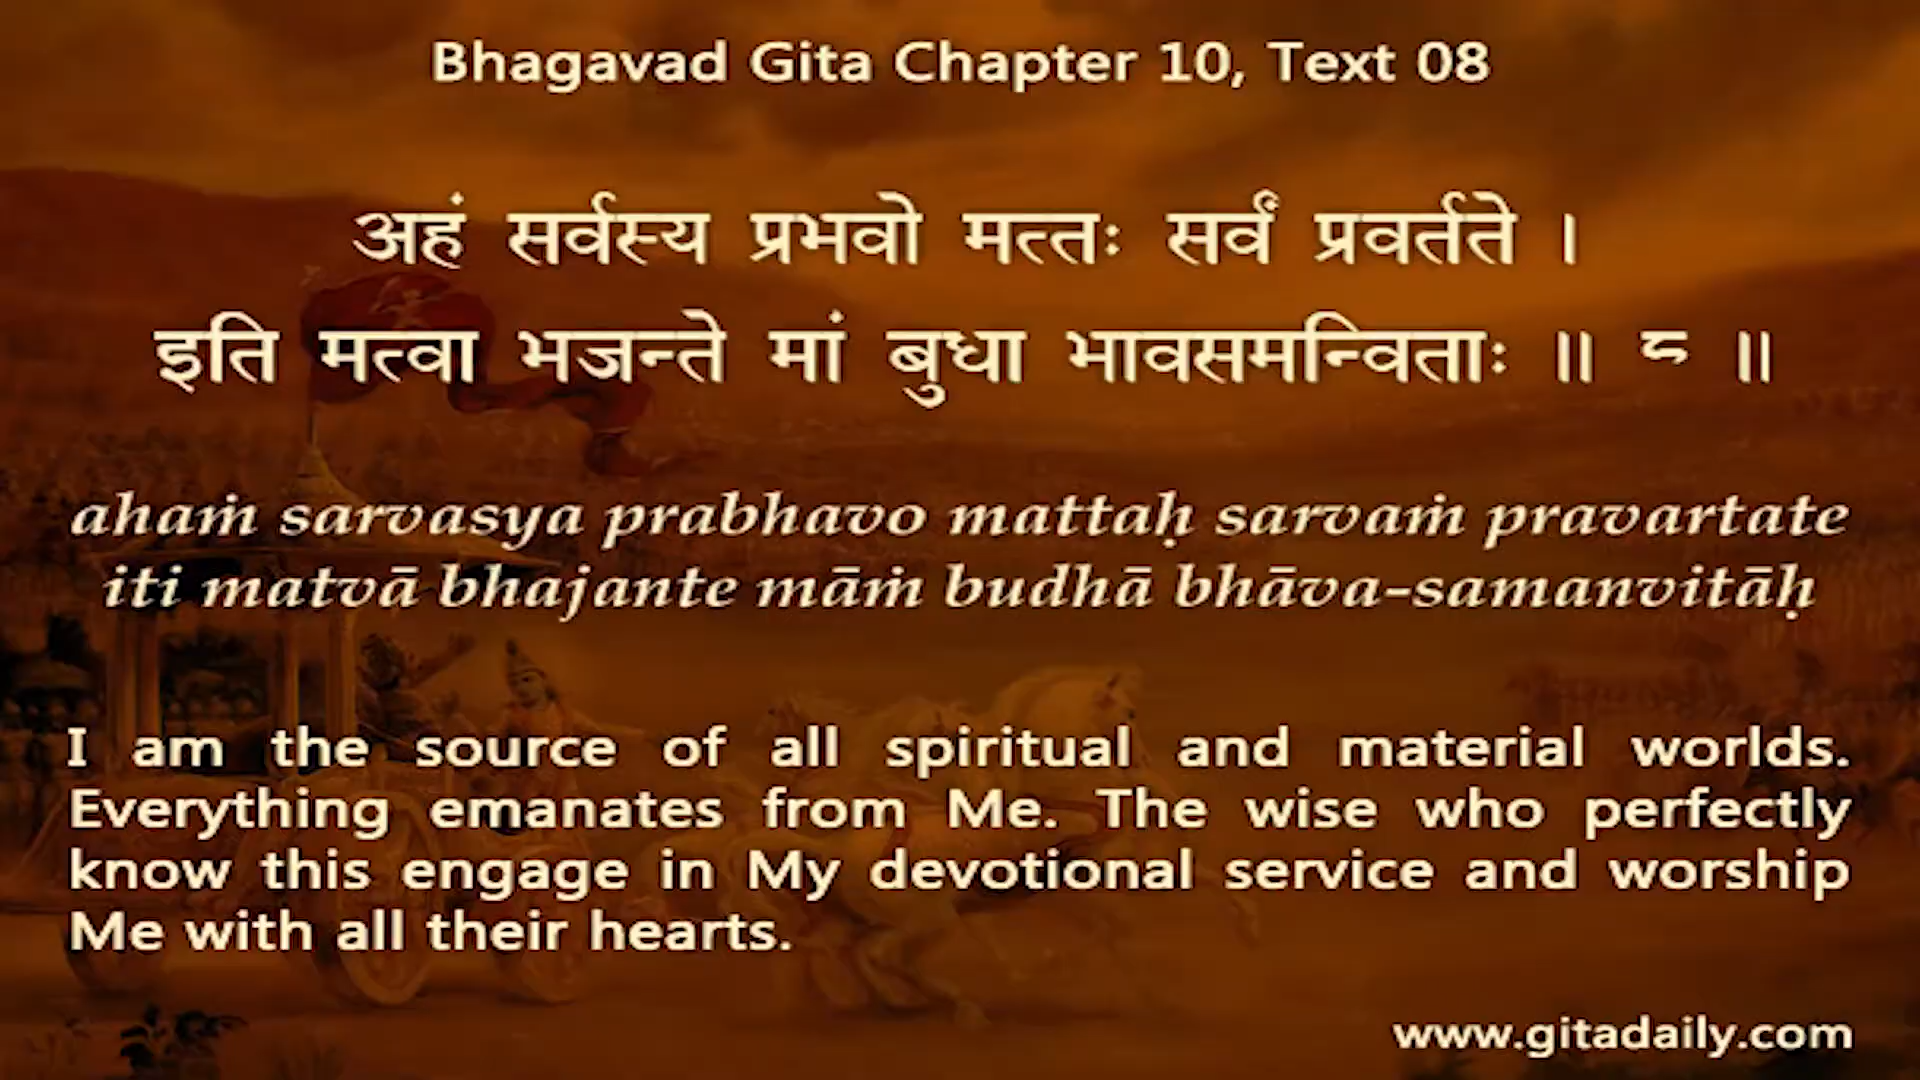 Bhagavad Gita Chapter 10, Text 08
अहं सर्वस्य प्रभवो मत्तः सर्वं प्रवर्तते ।
इति मत्वा भजन्ते मां बुधा भावसमन्विताः ॥ ८ ॥
ahaṁ sarvasya prabhavo mattaḥ sarvaṁ pravartate
iti matvā bhajante māṁ budhā bhāva-samanvitāḥ
I am the source of all spiritual and material worlds.
Everything emanates from Me. The wise who perfectly
know this engage in My devotional service and worship
Me with all their hearts.
www.gitadaily.com